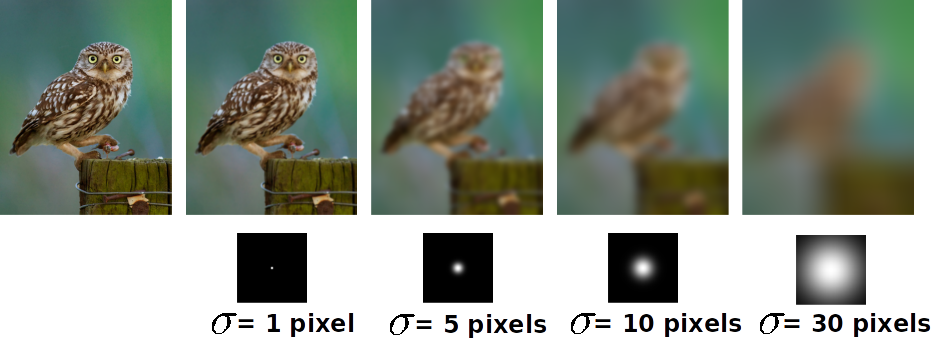 σ= 1 pixel
σ= 5 pixels
σ= 10 pixels
σ= 30 pixels